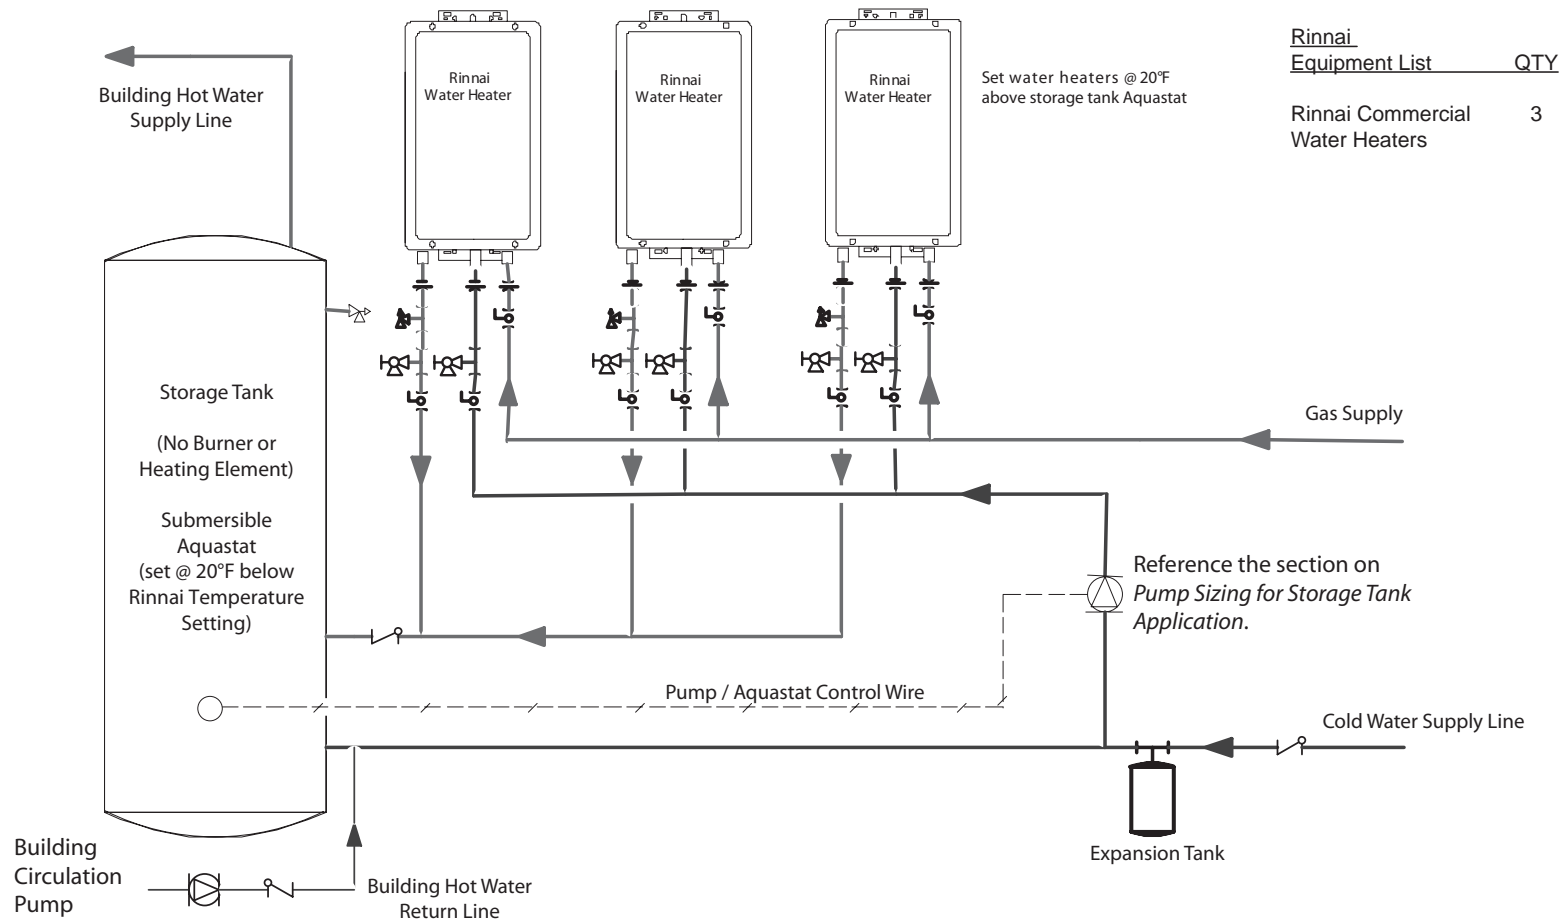 Rinnai
Equipment List QTY
Rinnai Commercial 3
Water Heaters
Rinnai
Water Heater
Rinnai
Water Heater
Rinnai
Water Heater
Set water heaters @ 20°F
above storage tank Aquastat
Building Hot Water
Supply Line
Storage Tank
(No Burner or
Heating Element)
Submersible
Aquastat
(set @ 20°F below
Rinnai Temperature
Setting)
Gas Supply
Reference the section on
Pump Sizing for Storage Tank
Application.
Pump / Aquastat Control Wire
Cold Water Supply Line
Expansion Tank
Building
Circulation
Pump
Building Hot Water
Return Line